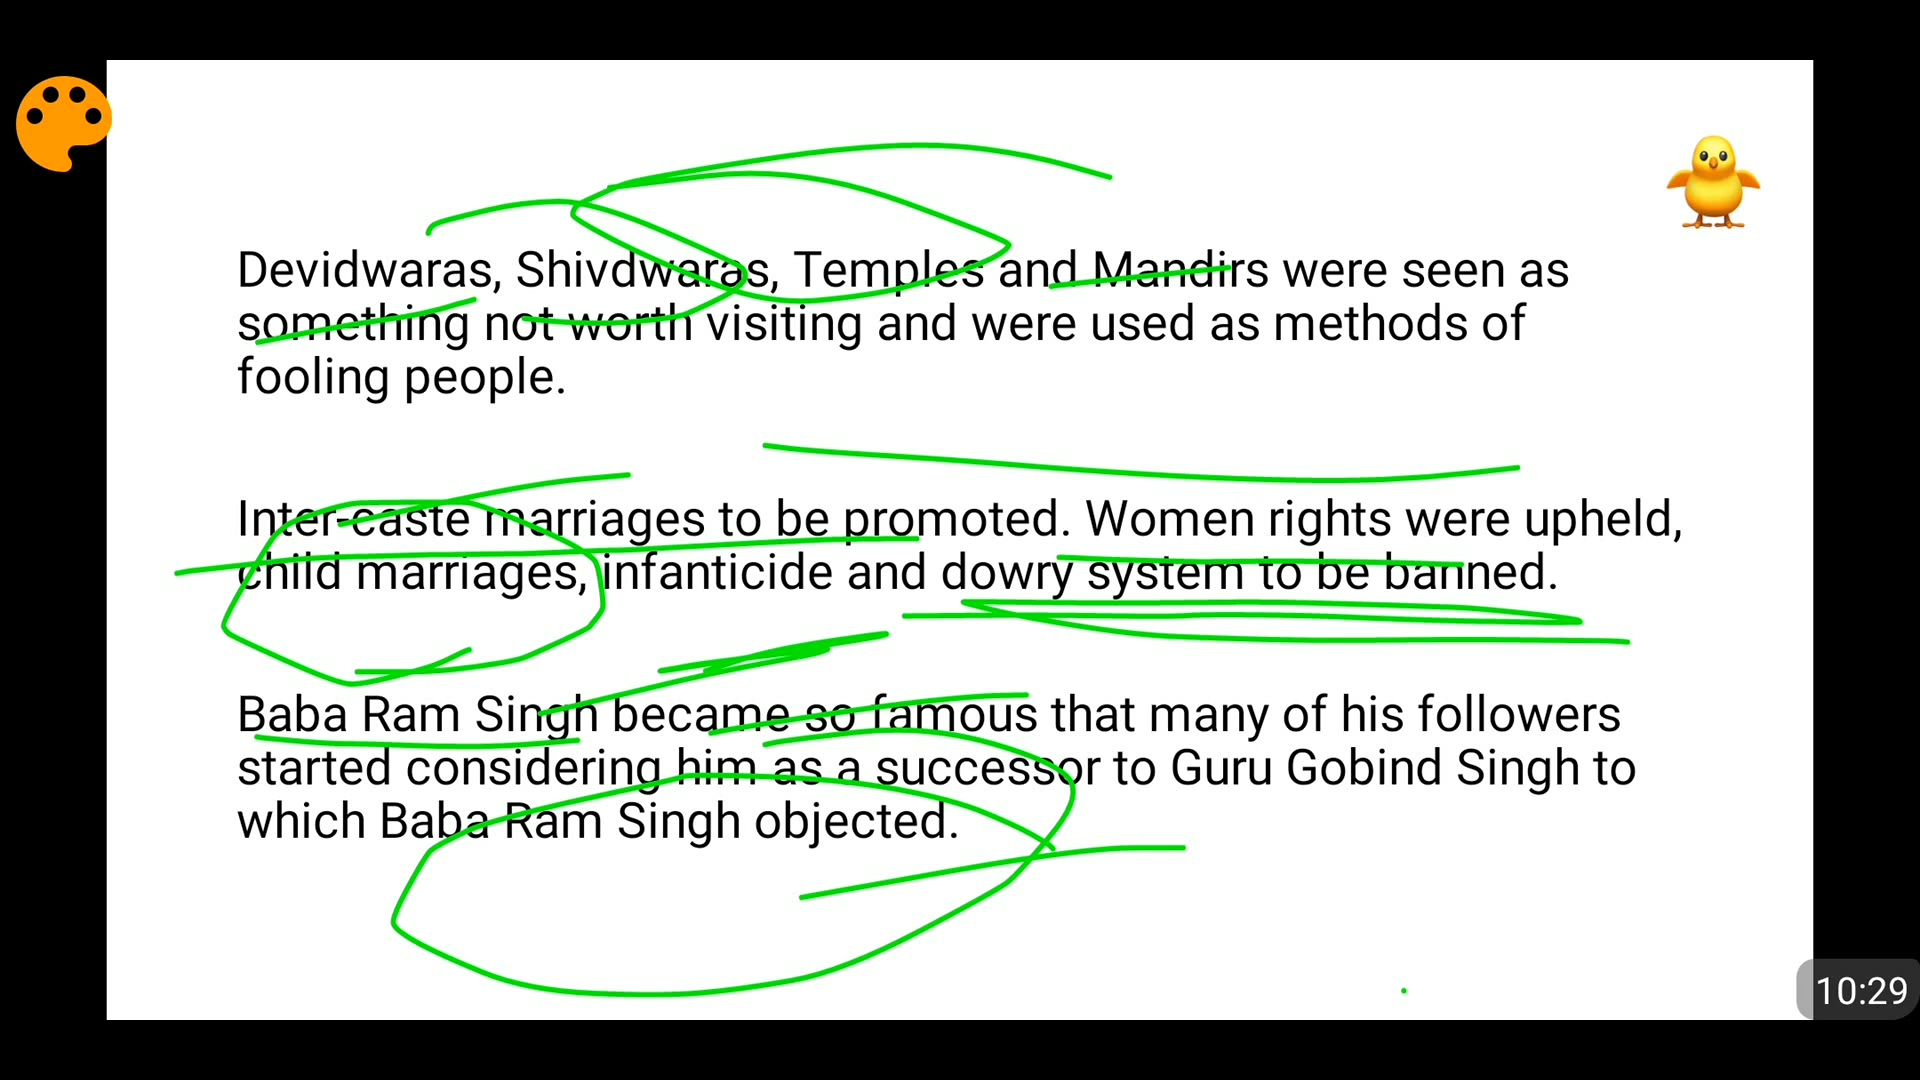 Devidwaras, Shivdwaras, Temples and Mandirs were seen as
something not worth visiting and were used as methods of
fooling people.
Inter-caste marriages to be promoted. Women rights were upheld,
child marriages, infanticide and dowry system to be banned.
Baba Ram Singh became so famous that many of his followers
started considering him as a successor to Guru Gobind Singh to
which Baba Ram Singh objected.
10:29